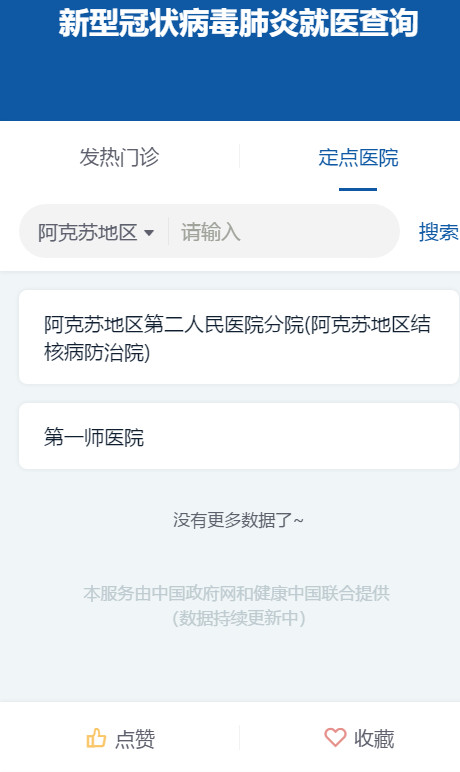 新型冠状病毒肺炎就医查询
发热门诊 定点医院
阿克苏地区 请输入 搜索
阿克苏地区第二人民医院分院(阿克苏地区结
核病防治院)
第一师医院
没有更多数据了~
本服务由中国政府网和健康中国联合提供
（数据持续更新中）
点赞 收藏